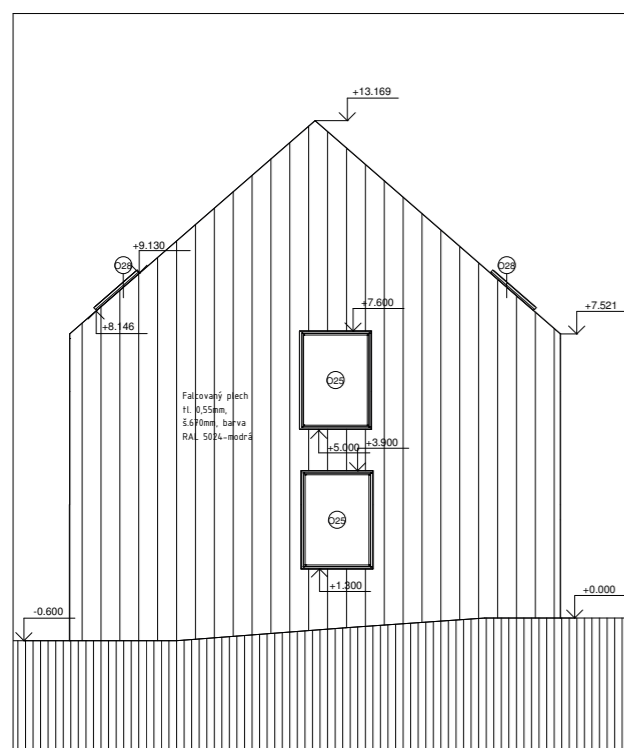 +13.169
+9.130
O28
O28
+8.146
+7.600
+7.521
O25
Falcovaný plech
tl. 0,55mm,
š.670mm, barva
RAL 5024-modrá
+5.000
+3.900
O25
+1.300
+0.000
-0.600